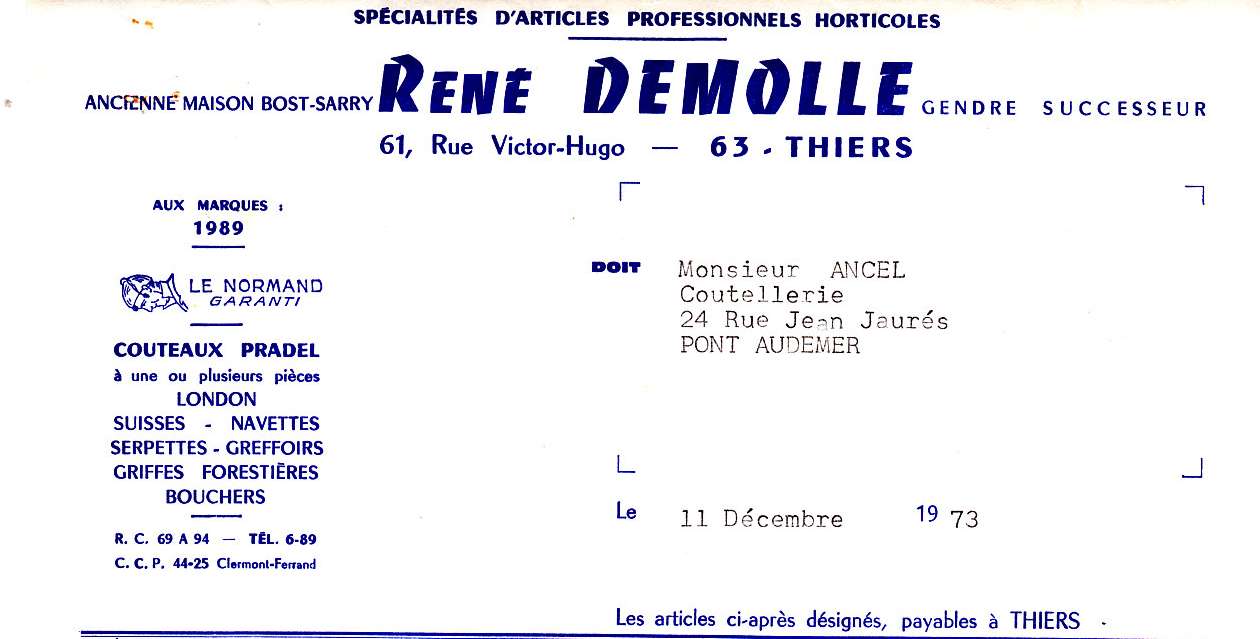 SPÉCIALITÉS D'ARTICLES PROFESSIONNELS HORTICOLES
ANCIENNE MAISON BOST-SARRY RENÉ DEMOLLE GENDRE SUCCESSEUR
61, Rue Victor-Hugo — 63 - THIERS
AUX MARQUES :
1989
LE NORMAND
GARANTI
COUTEAUX PRADEL
à une ou plusieurs pièces
LONDON
SUISSES - NAVETTES
SERPETTES - GREFFOIRS
GRIFFES FORESTIÈRES
BOUCHERS
R. C. 69 A 94 — TÉL. 6-89
C. C. P. 44-25 Clermont-Ferrand
DOIT Monsieur ANCEL
Coutellerie
24 Rue Jean Jaurés
PONT AUDEMER
Le 11 Décembre 19 73
Les articles ci-après désignés, payables à THIERS -